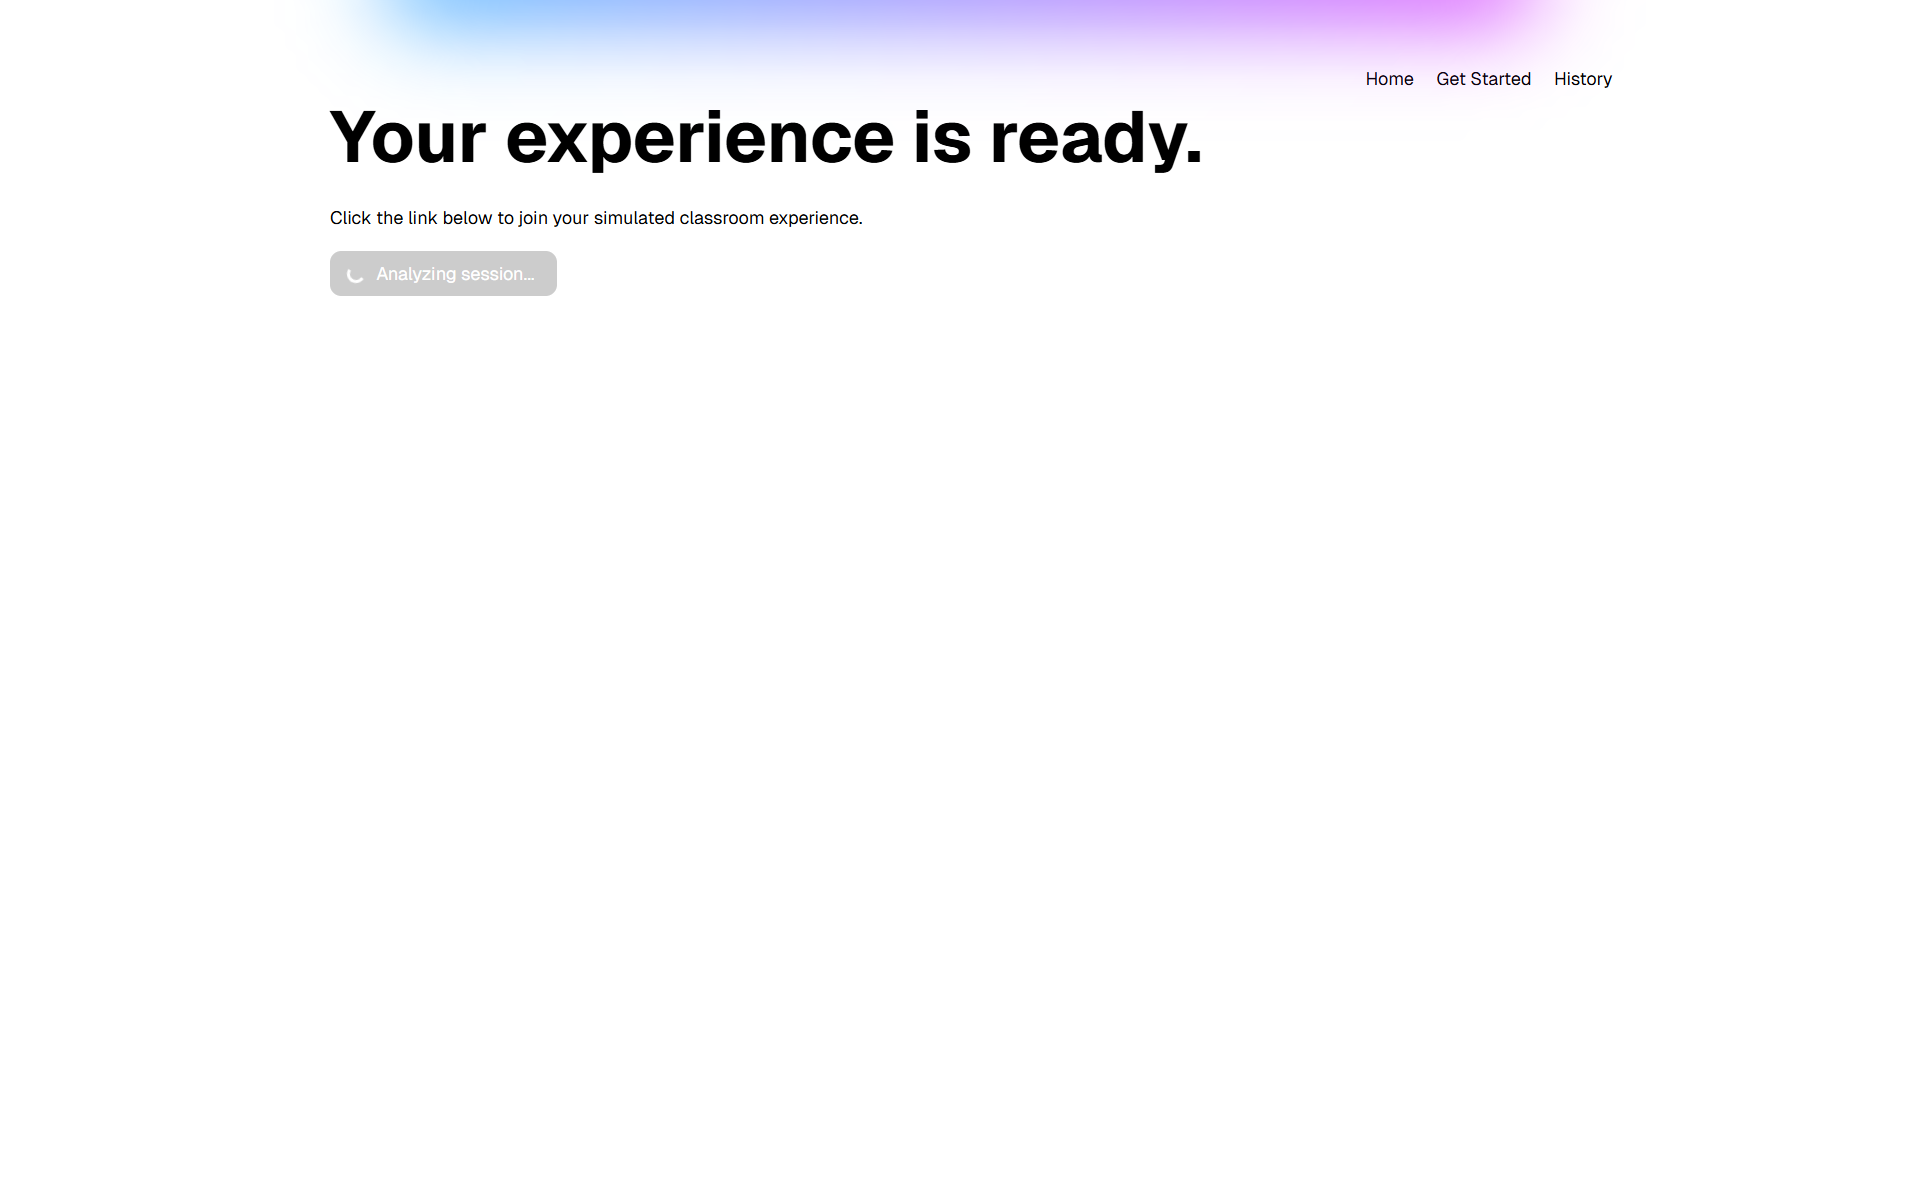 Home Get Started History
Your experience is ready.
Click the link below to join your simulated classroom experience.
Analyzing session...